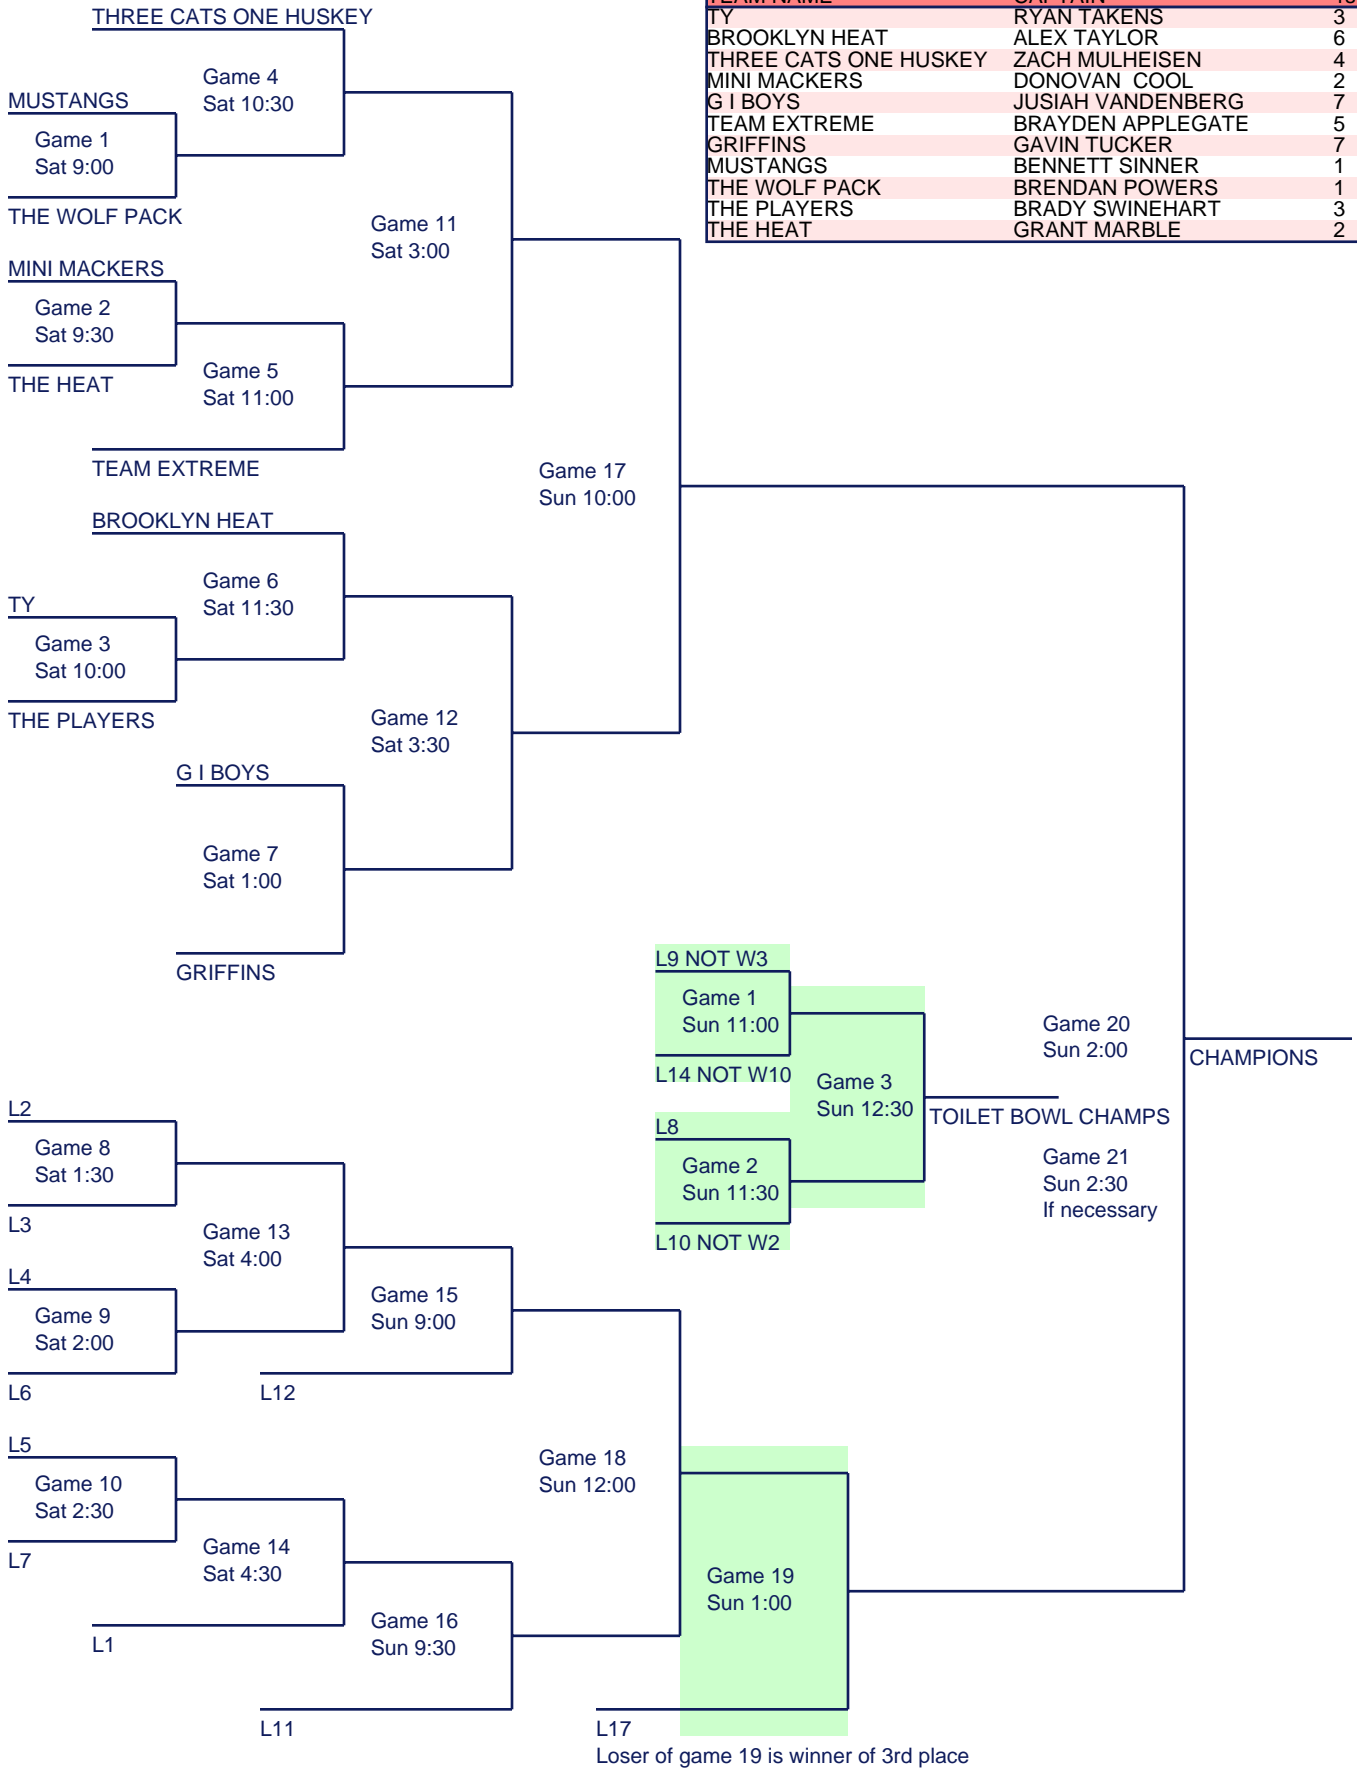 THREE CATS ONE HUSKEY
TY RYAN TAKENS 3
BROOKLYN HEAT ALEX TAYLOR 6
THREE CATS ONE HUSKEY ZACH MULHEISEN 4
MINI MACKERS DONOVAN  COOL 2
G I BOYS JUSIAH VANDENBERG 7
TEAM EXTREME BRAYDEN APPLEGATE 5
GRIFFINS GAVIN TUCKER 7
MUSTANGS BENNETT SINNER 1
THE WOLF PACK BRENDAN POWERS 1
THE PLAYERS BRADY SWINEHART 3
THE HEAT GRANT MARBLE 2
Game 4
Sat 10:30
MUSTANGS
Game 1
Sat 9:00
THE WOLF PACK
Game 11
Sat 3:00
MINI MACKERS
Game 2
Sat 9:30
THE HEAT
Game 5
Sat 11:00
TEAM EXTREME
Game 17
Sun 10:00
BROOKLYN HEAT
Game 6
Sat 11:30
TY
Game 3
Sat 10:00
THE PLAYERS
Game 12
Sat 3:30
G I BOYS
Game 7
Sat 1:00
GRIFFINS
L9 NOT W3
Game 1
Sun 11:00
L14 NOT W10
Game 3
Sun 12:30
L8
Game 2
Sun 11:30
L10 NOT W2
TOILET BOWL CHAMPS
Game 20
Sun 2:00
CHAMPIONS
Game 21
Sun 2:30
If necessary
L2
Game 8
Sat 1:30
L3
Game 13
Sat 4:00
L4
Game 9
Sat 2:00
L6
Game 15
Sun 9:00
L12
L5
Game 10
Sat 2:30
L7
Game 14
Sat 4:30
L1
Game 16
Sun 9:30
L11
Game 18
Sun 12:00
Game 19
Sun 1:00
L17
Loser of game 19 is winner of 3rd place